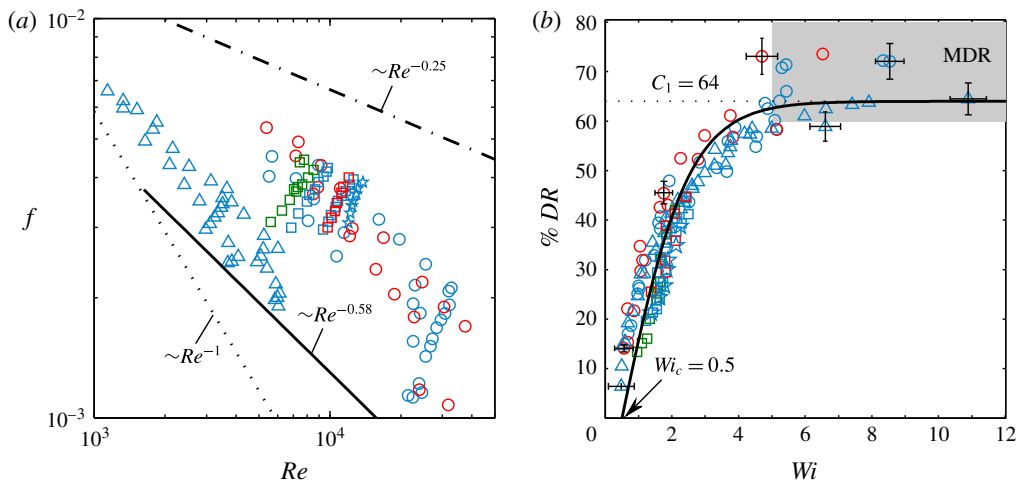 (a)
10^{-2}
~Re^{-0.25}
f
~Re^{-1}
~Re^{-0.58}
10^{-3}
10^{3}
10^{4}
Re
(b)
80
70
60
50
40
30
20
10
% DR
MDR
C_1 = 64
Wi_c = 0.5
0
2
4
6
8
10
12
Wi